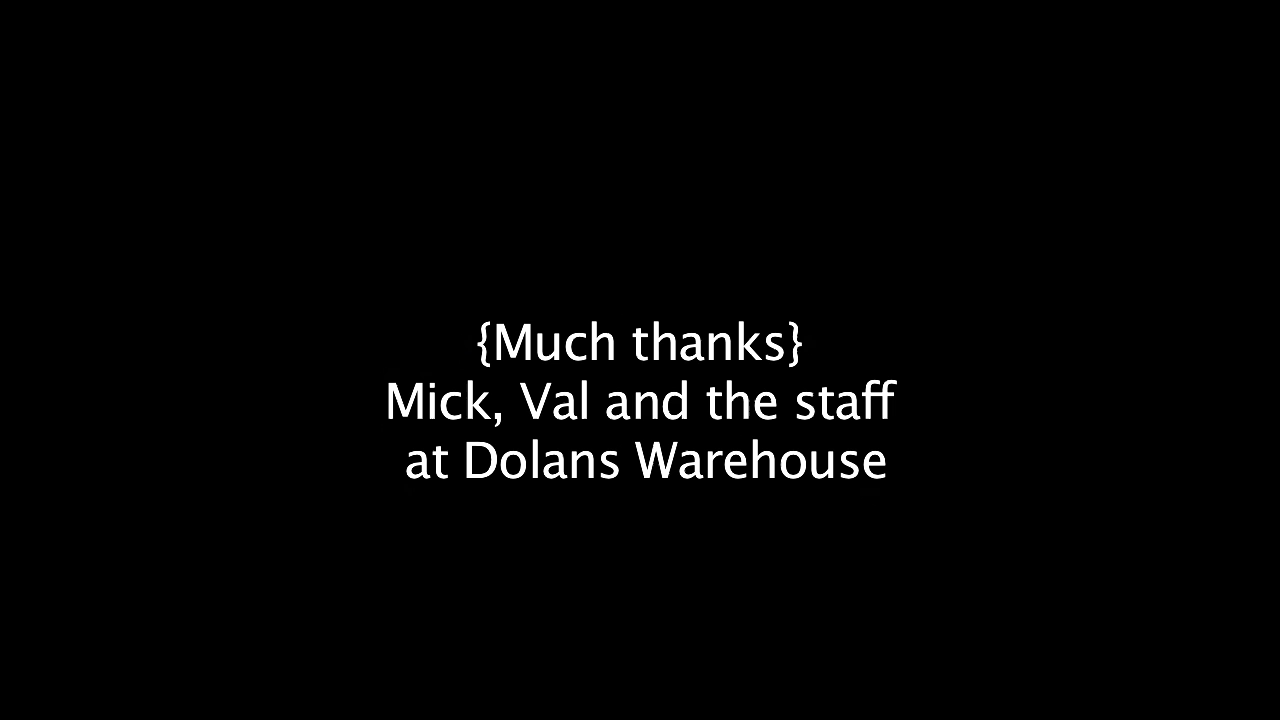 {Much thanks}
Mick, Val and the staff
at Dolans Warehouse